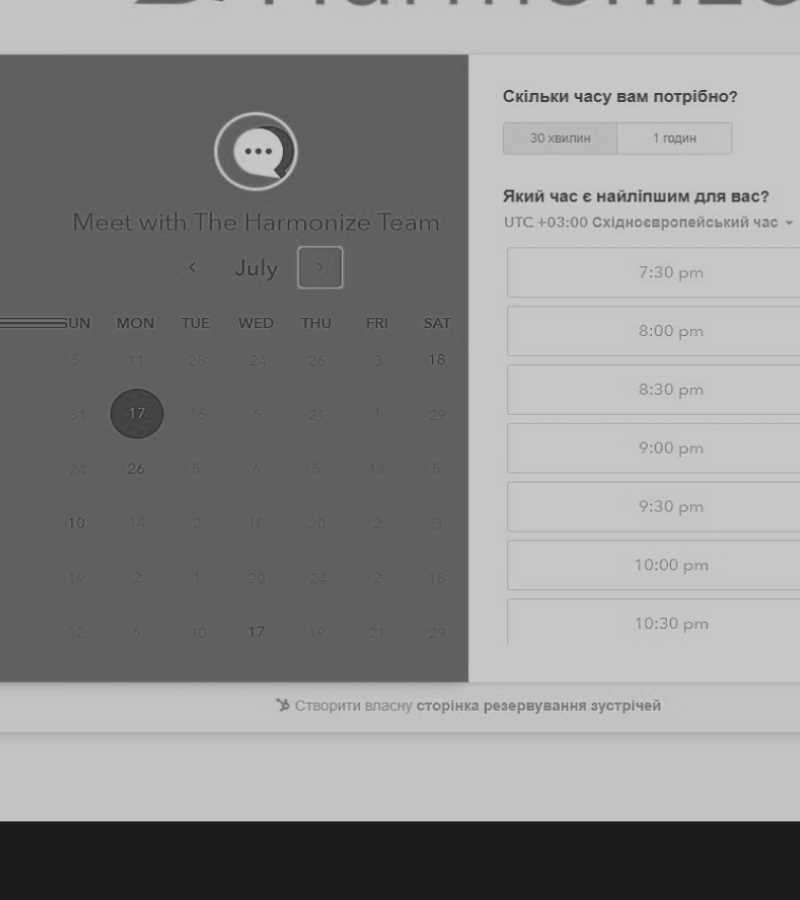 Meet with The Harmonize Team
July
SUN MON TUE WED THU FRI SAT
5 11 28 24 26 3 18
31 17 16 6 21 1 29
24 26 5 6 5 13 5
10 14 2 18 20 2 3
19 2 1 20 24 2 18
12 6 10 17 19 21 29
Скільки часу вам потрібно?
30 хвилин 1 годин
Який час є найліпшим для вас?
UTC +03:00 Східноєвропейський час
7:30 pm
8:00 pm
8:30 pm
9:00 pm
9:30 pm
10:00 pm
10:30 pm
Створити власну сторінка резервування зустрічей